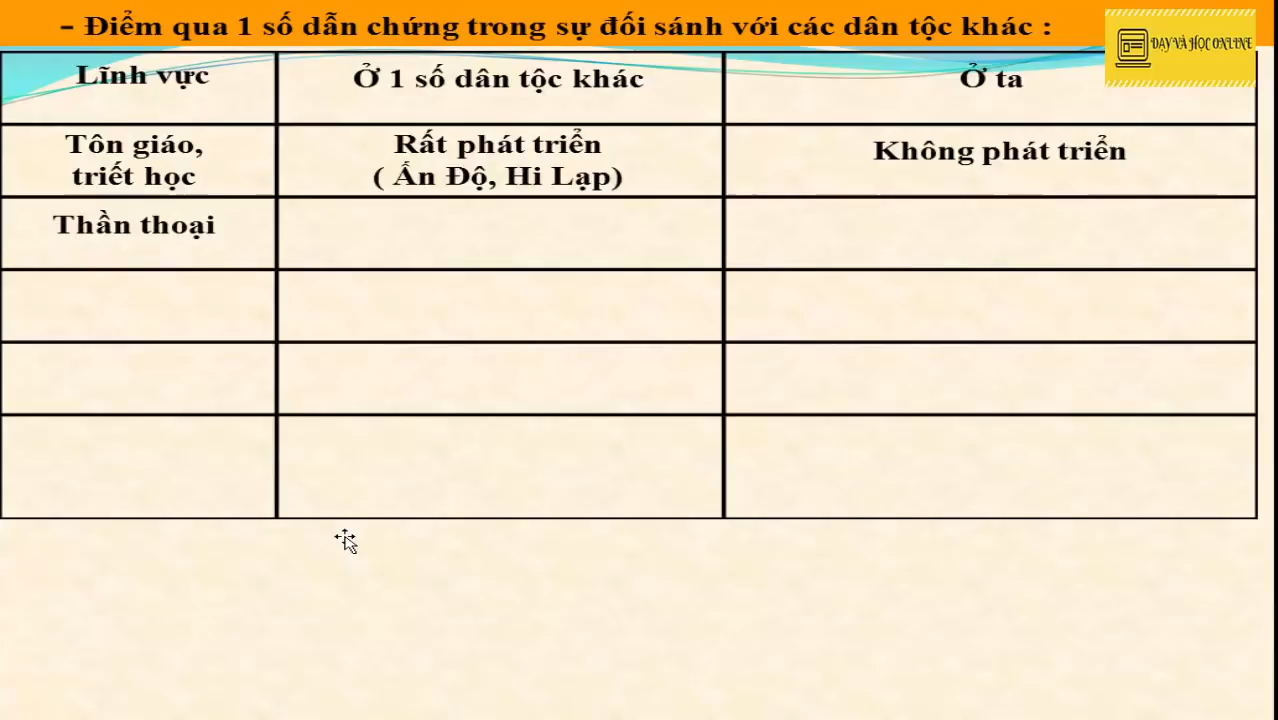 - Điểm qua 1 số dẫn chứng trong sự đối sánh với các dân tộc khác :
DẠY VÀ HỌC ONLINE
Lĩnh vực
Ở 1 số dân tộc khác
Ở ta
Tôn giáo,
triết học
Rất phát triển
( Ấn Độ, Hi Lạp)
Không phát triển
Thần thoại